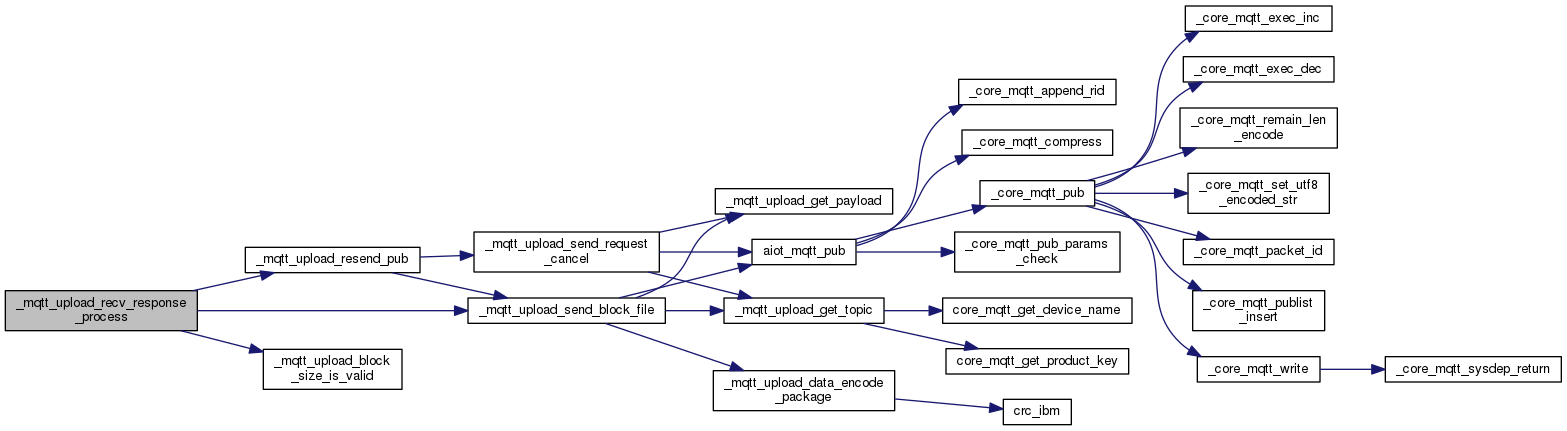 _mqtt_upload_recv_response
_process
_mqtt_upload_resend_pub
_mqtt_upload_block
_size_is_valid
_mqtt_upload_send_request
_cancel
_mqtt_upload_send_block_file
_mqtt_upload_get_payload
aiot_mqtt_pub
_mqtt_upload_get_topic
_mqtt_upload_data_encode
_package
_core_mqtt_append_rid
_core_mqtt_compress
_core_mqtt_pub
_core_mqtt_pub_params
_check
core_mqtt_get_device_name
core_mqtt_get_product_key
crc_ibm
_core_mqtt_exec_inc
_core_mqtt_exec_dec
_core_mqtt_remain_len
_encode
_core_mqtt_set_utf8
_encoded_str
_core_mqtt_packet_id
_core_mqtt_publist
_insert
_core_mqtt_write
_core_mqtt_sysdep_return